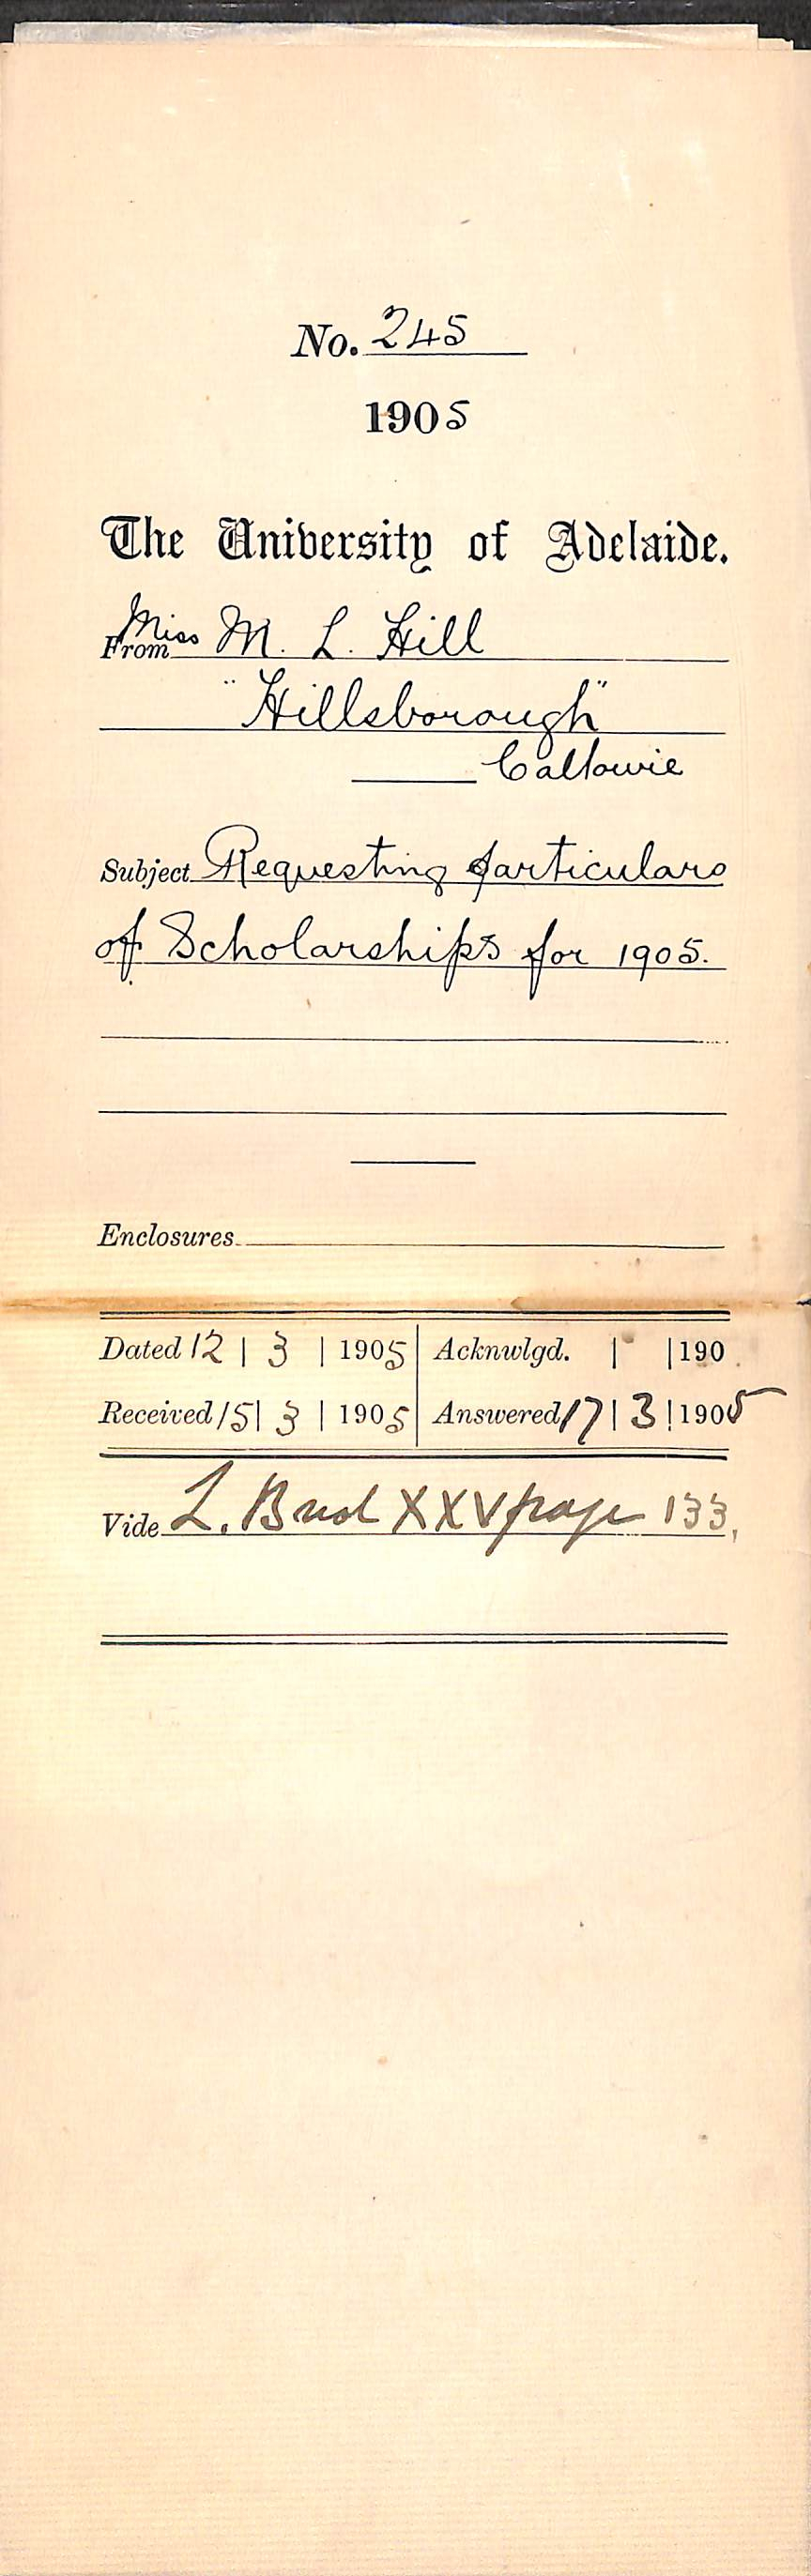 No. 245
1905
The University of Adelaide.
From Miss M. L. Hill
"Hillsborough"
Caltowie
Subject Requesting particulars
of Scholarships for 1905.
Enclosures
Dated 12 | 3 | 1905 | Acknwlgd. | | 190
Received 15 | 3 | 1905 | Answered 17 | 3 | 1905
Vide L. Book XXV page 133,